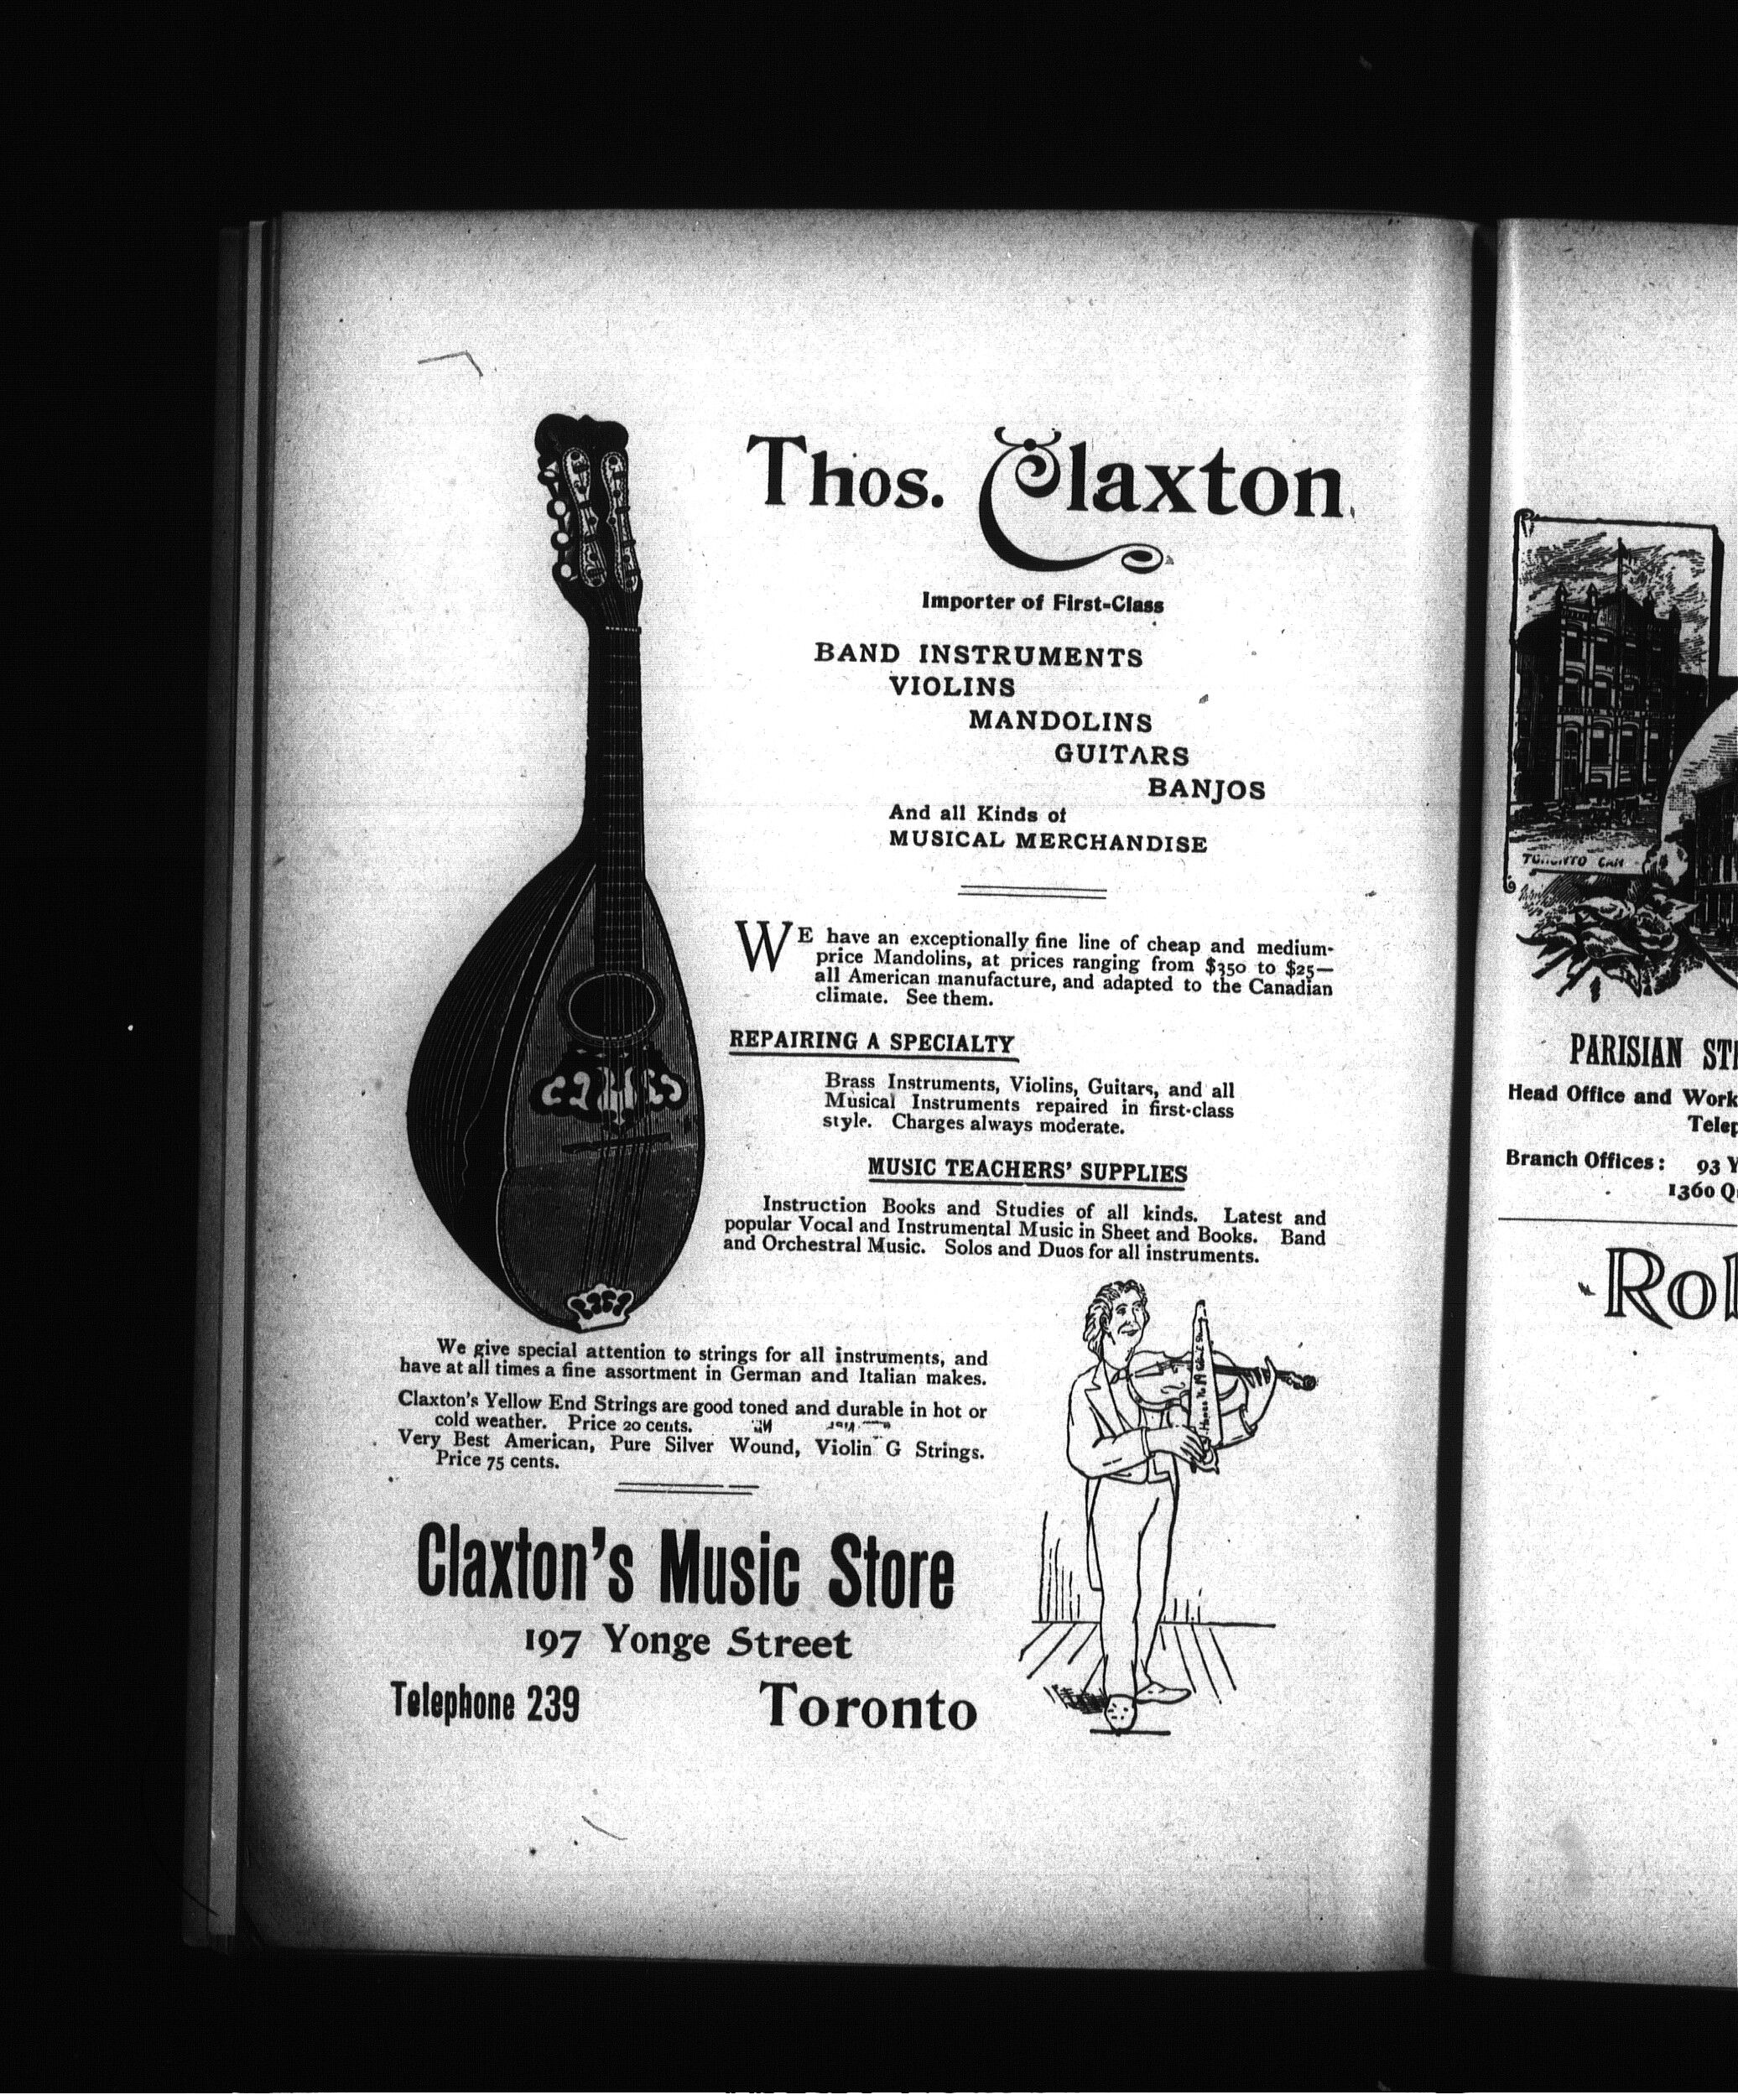 Thos. Claxton
Importer of First-Class
BAND INSTRUMENTS
VIOLINS
MANDOLINS
GUITARS
BANJOS
And all Kinds of
MUSICAL MERCHANDISE
WE have an exceptionally fine line of cheap and medium-
price Mandolins, at prices ranging from $350 to $25—
all American manufacture, and adapted to the Canadian
climate. See them.
REPAIRING A SPECIALTY
Brass Instruments, Violins, Guitars, and all
Musical Instruments repaired in first-class
style. Charges always moderate.
MUSIC TEACHERS' SUPPLIES
Instruction Books and Studies of all kinds. Latest and
popular Vocal and Instrumental Music in Sheet and Books. Band
and Orchestral Music. Solos and Duos for all instruments.
We give special attention to strings for all instruments, and
have at all times a fine assortment in German and Italian makes.
Claxton's Yellow End Strings are good toned and durable in hot or
cold weather. Price 20 cents.
Very Best American, Pure Silver Wound, Violin G Strings.
Price 75 cents.
Claxton's Music Store
197 Yonge Street
Telephone 239 Toronto
TORONTO CAN
PARISIAN ST
Head Office and Work
Telep
Branch Offices: 93 Y
1360 Q
Rol